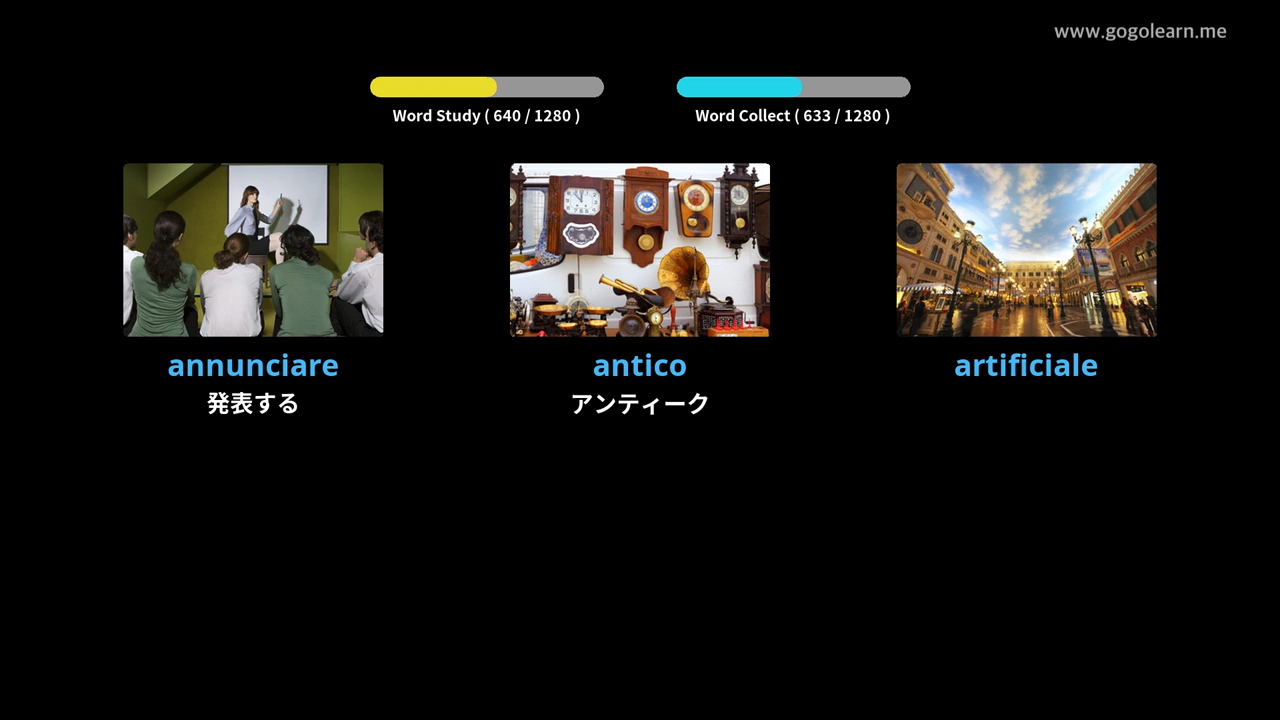 www.gogolearn.me
Word Study ( 640 / 1280 )
Word Collect ( 633 / 1280 )
annunciare
発表する
antico
アンティーク
artificiale